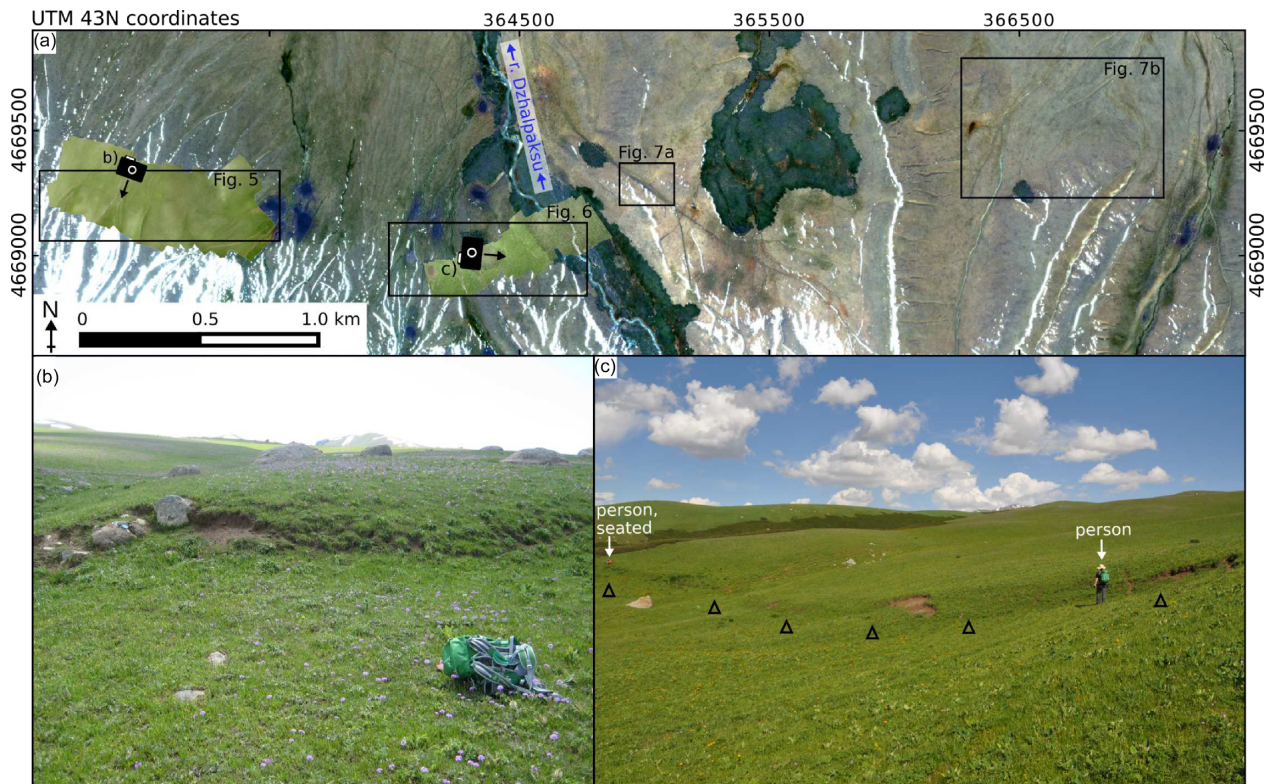 UTM 43N coordinates
364500
365500
366500
(a)
4669500
4669000
4669500
4669000
b)
Fig. 5
← r. Dzhalpaksu ←
c)
Fig. 6
Fig. 7a
Fig. 7b
N
0 0.5 1.0 km
(b)
(c)
person,
seated
person